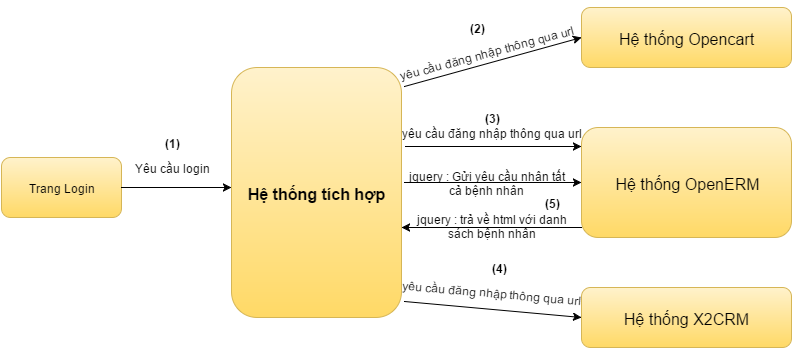 (1)
Yêu cầu login
Trang Login
Hệ thống tích hợp
(2)
yêu cầu đăng nhập thông qua url
Hệ thống Opencart
(3)
yêu cầu đăng nhập thông qua url
jquery : Gửi yêu cầu nhân tất
cả bệnh nhân
Hệ thống OpenERM
(5)
jquery : trả về html với danh
sách bệnh nhân
(4)
yêu cầu đăng nhập thông qua url
Hệ thống X2CRM